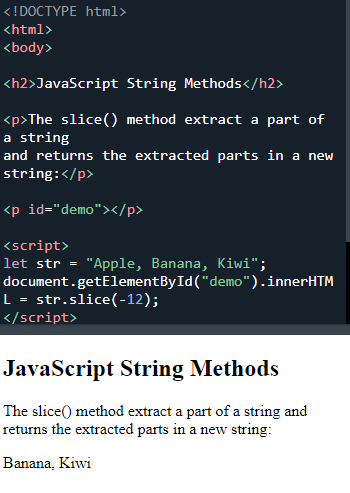 <!DOCTYPE html>
<html>
<body>
<h2>JavaScript String Methods</h2>
<p>The slice() method extract a part of
a string
and returns the extracted parts in a new
string:</p>
<p id="demo"></p>
<script>
let str = "Apple, Banana, Kiwi";
document.getElementById("demo").innerHTM
L = str.slice(-12);
</script>
JavaScript String Methods
The slice() method extract a part of a string and
returns the extracted parts in a new string:
Banana, Kiwi